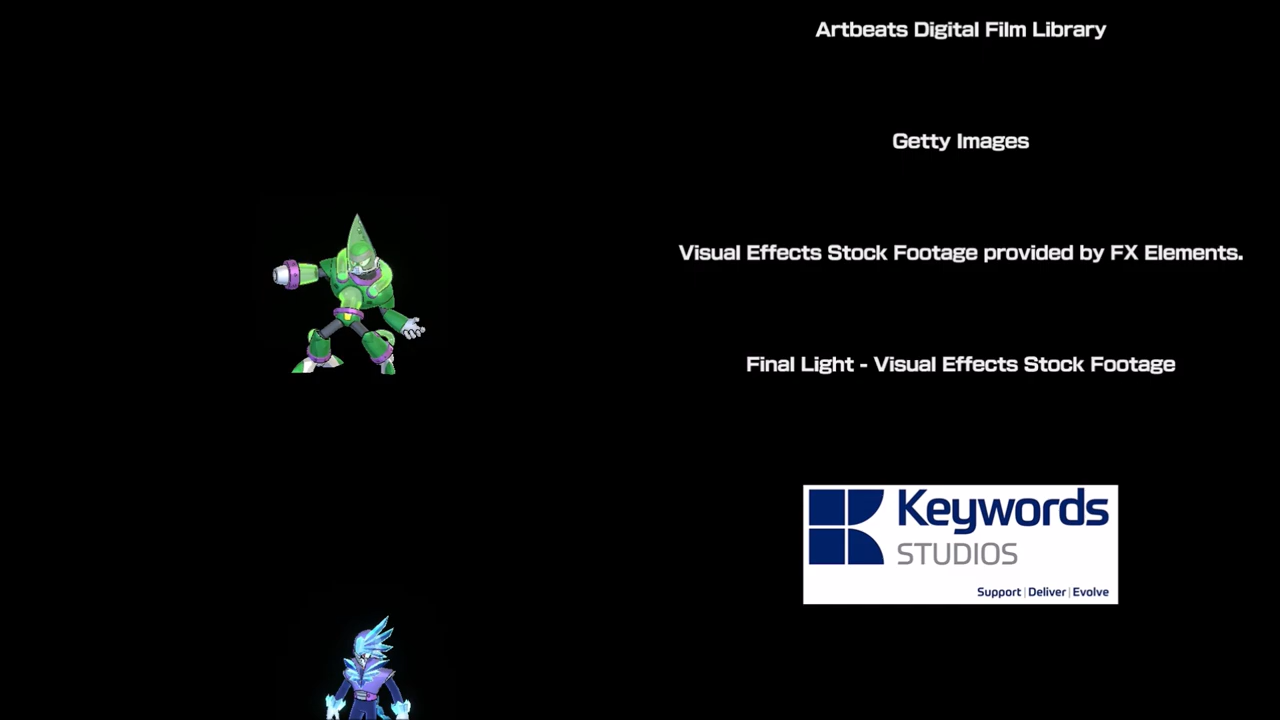 Artbeats Digital Film Library
Getty Images
Visual Effects Stock Footage provided by FX Elements.
Final Light - Visual Effects Stock Footage
Keywords
STUDIOS
Support | Deliver | Evolve